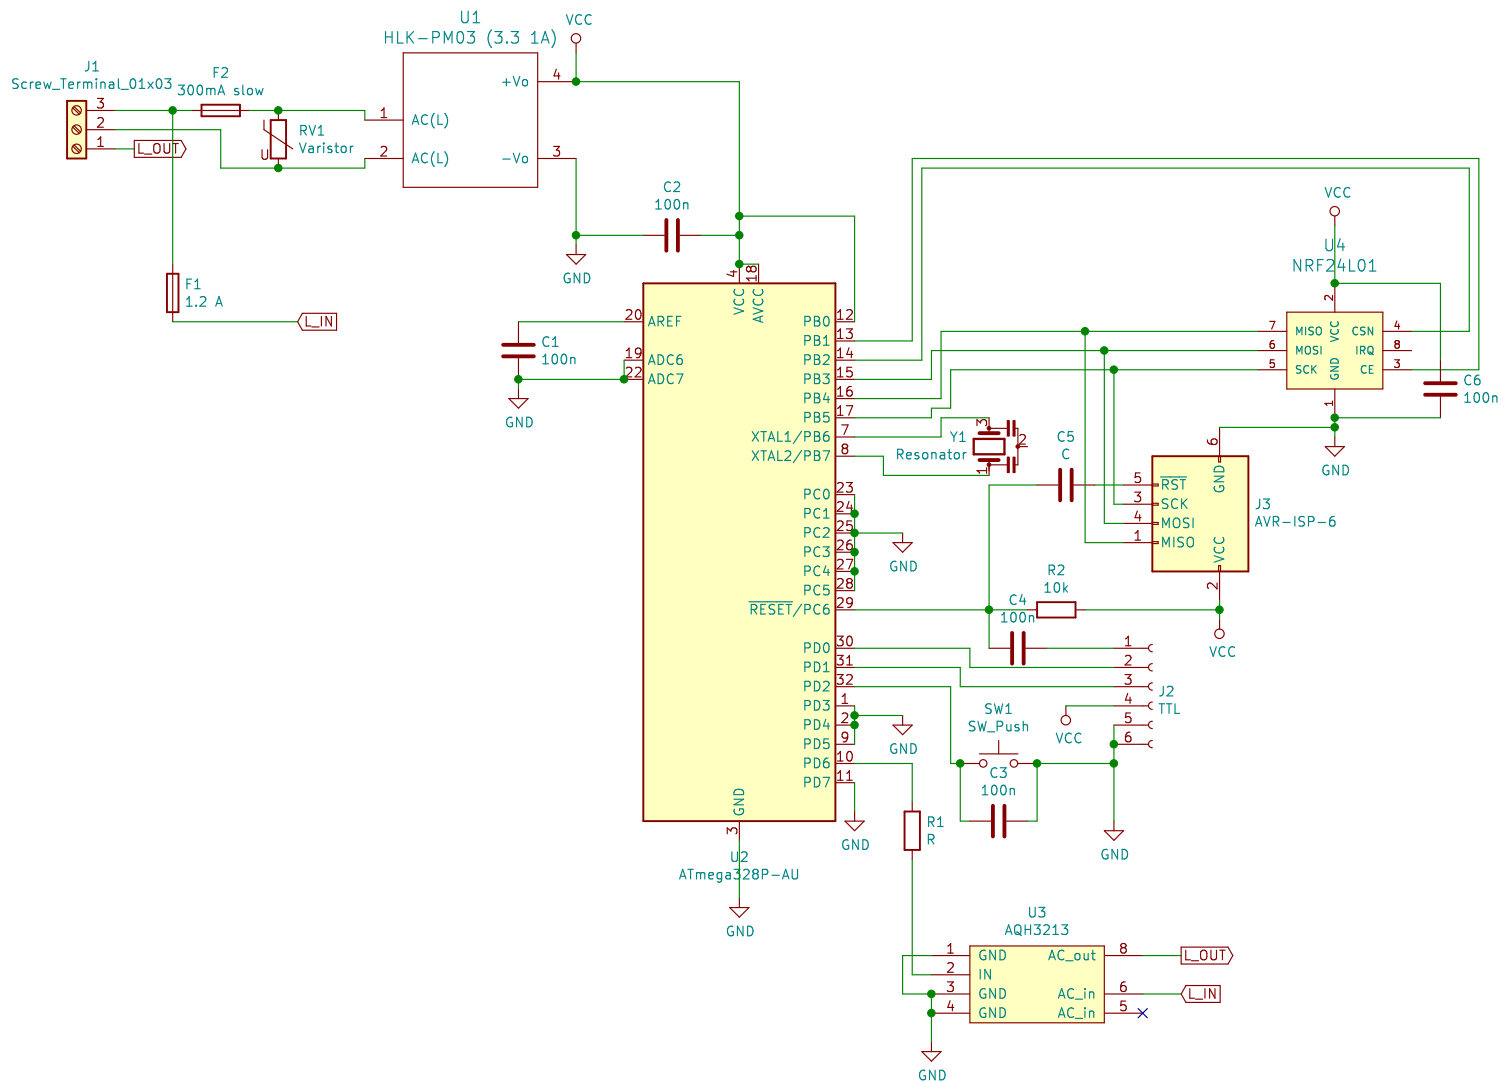 U1
HLK-PM03 (3.3 1A)
VCC
J1
Screw_Terminal_01x03
F2
300mA slow
3
2
1
L_OUT
RV1
Varistor
U
1
AC(L)
2
AC(L)
+Vo
4
-Vo
3
C2
100n
GND
F1
1.2 A
L_IN
C1
100n
GND
4
18
VCC
AVCC
20
AREF
19
ADC6
22
ADC7
PB0
12
PB1
13
PB2
14
PB3
15
PB4
16
PB5
17
XTAL1/PB6
7
XTAL2/PB7
8
PC0
23
PC1
24
PC2
25
PC3
26
PC4
27
PC5
28
RESET/PC6
29
PD0
30
PD1
31
PD2
32
PD3
1
PD4
2
PD5
9
PD6
10
PD7
11
GND
3
U2
ATmega328P-AU
GND
GND
GND
GND
Y1
Resonator
3
2
1
C5
C
VCC
U4
NRF24L01
2
7
MISO
6
MOSI
5
SCK
VCC
GND
CSN
4
IRQ
8
CE
3
1
C6
100n
GND
6
GND
5
RST
3
SCK
4
MOSI
1
MISO
VCC
2
J3
AVR-ISP-6
VCC
R2
10k
C4
100n
1
2
3
4
5
6
J2
TTL
VCC
SW1
SW_Push
C3
100n
GND
R1
R
U3
AQH3213
1
GND
2
IN
3
GND
4
GND
AC_out
8
AC_in
6
AC_in
5
L_OUT
L_IN
GND